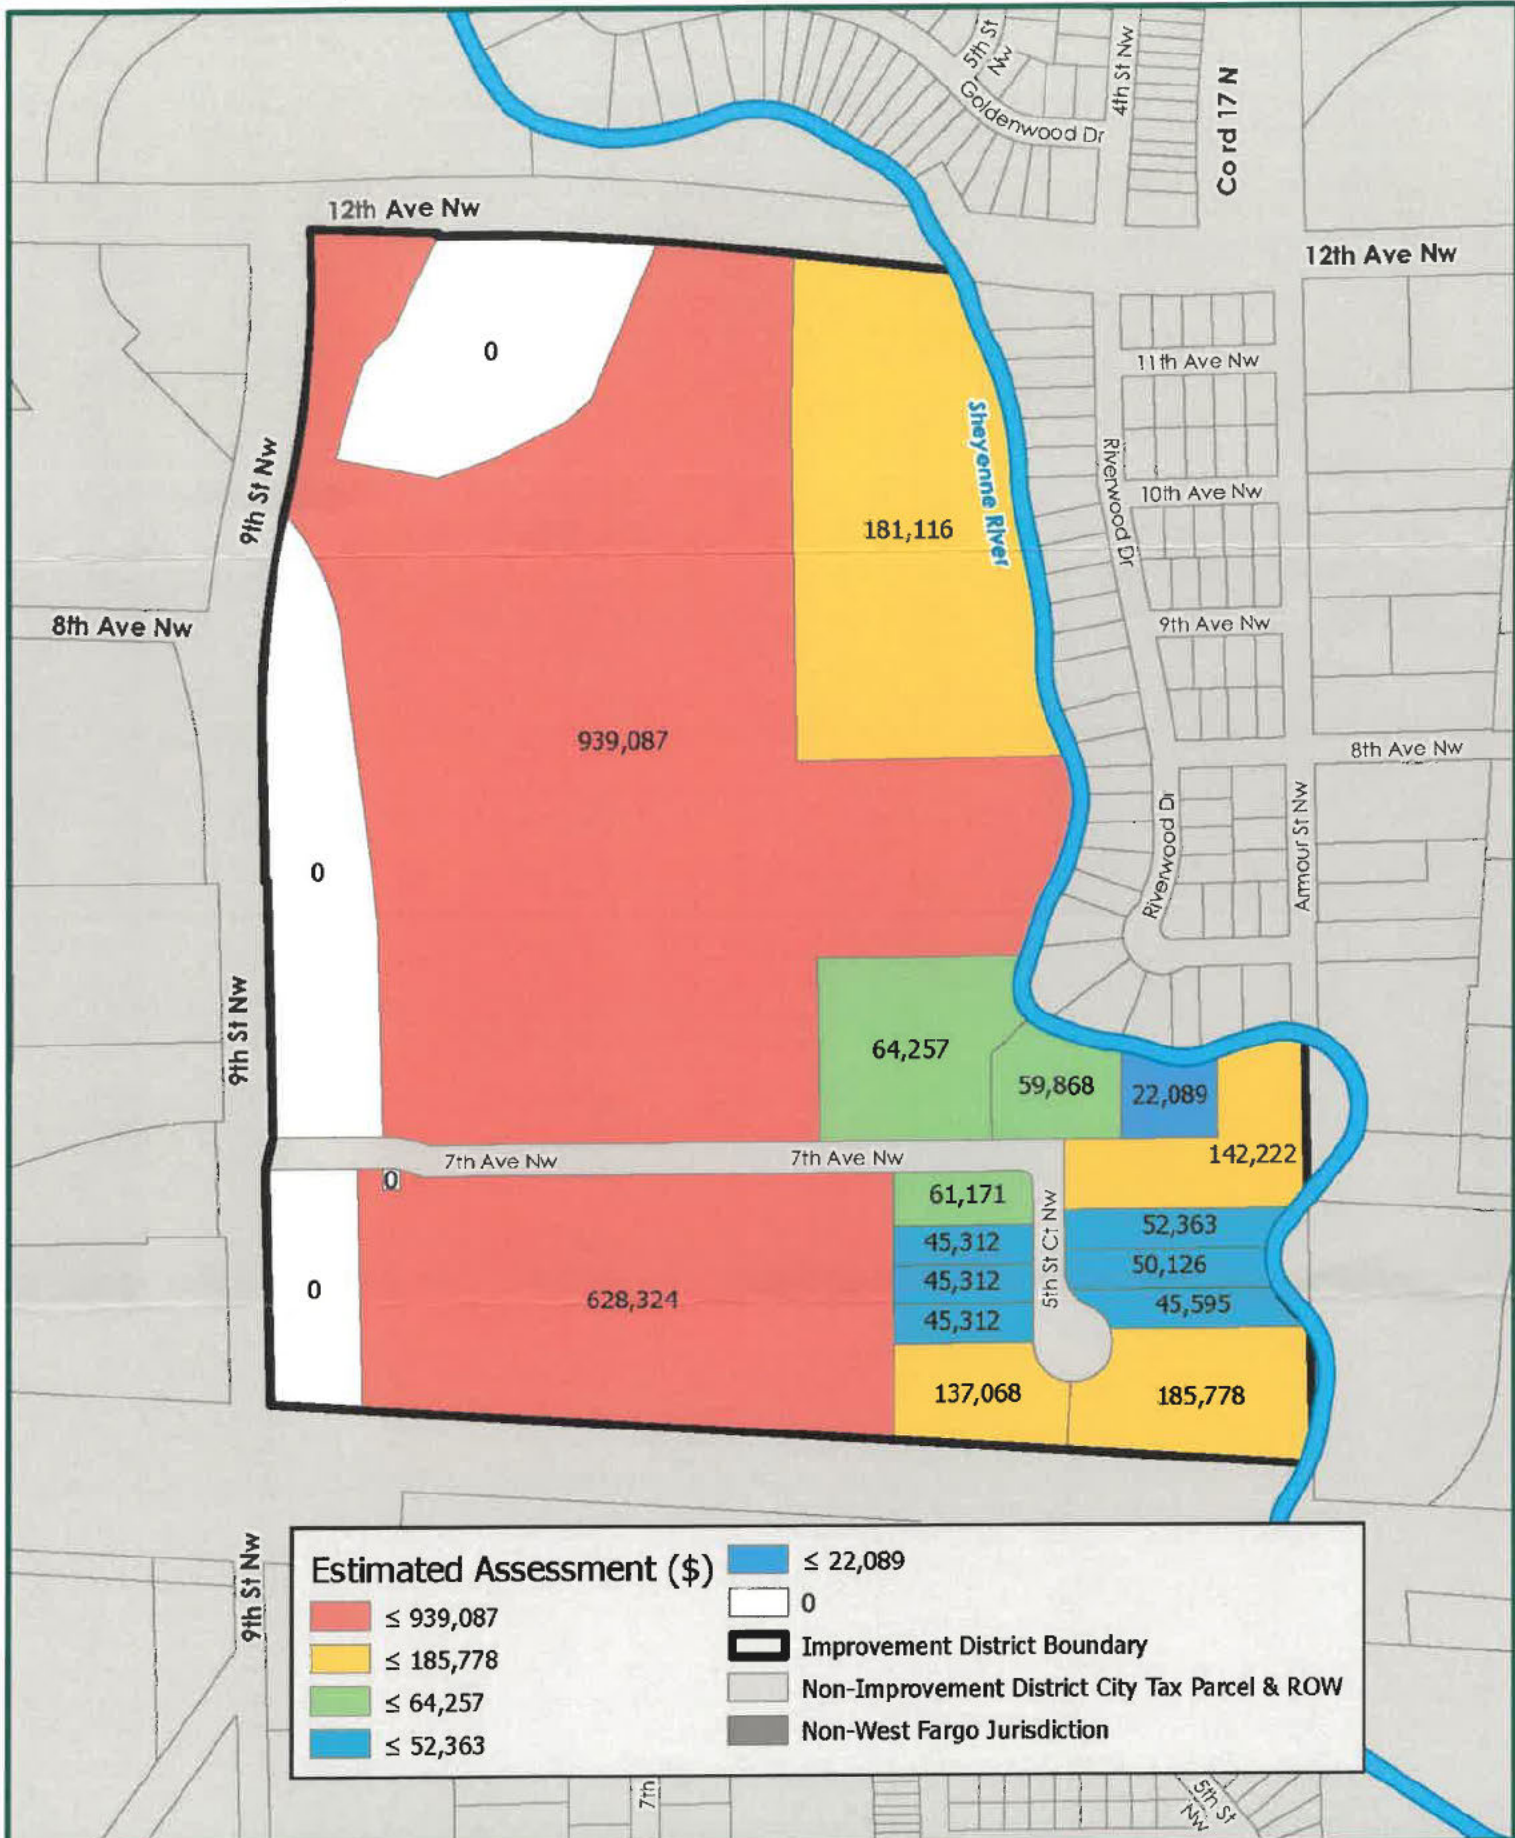 5th St
Nw
4th St Nw
Cord 17 N
Goldenwood Dr
12th Ave Nw
12th Ave Nw
0
11th Ave Nw
Sheyenne River
Riverwood Dr
9th St Nw
10th Ave Nw
181,116
8th Ave Nw
9th Ave Nw
939,087
8th Ave Nw
Riverwood Dr
Armour St Nw
0
9th St Nw
64,257
59,868
22,089
142,222
7th Ave Nw
7th Ave Nw
0
61,171
5th St Ct Nw
52,363
45,312
50,126
45,312
0
628,324
45,595
45,312
137,068
185,778
9th St Nw
Estimated Assessment ($)
≤ 939,087
≤ 185,778
≤ 64,257
≤ 52,363
≤ 22,089
0
Improvement District Boundary
Non-Improvement District City Tax Parcel & ROW
Non-West Fargo Jurisdiction
7th
5th St
Nw